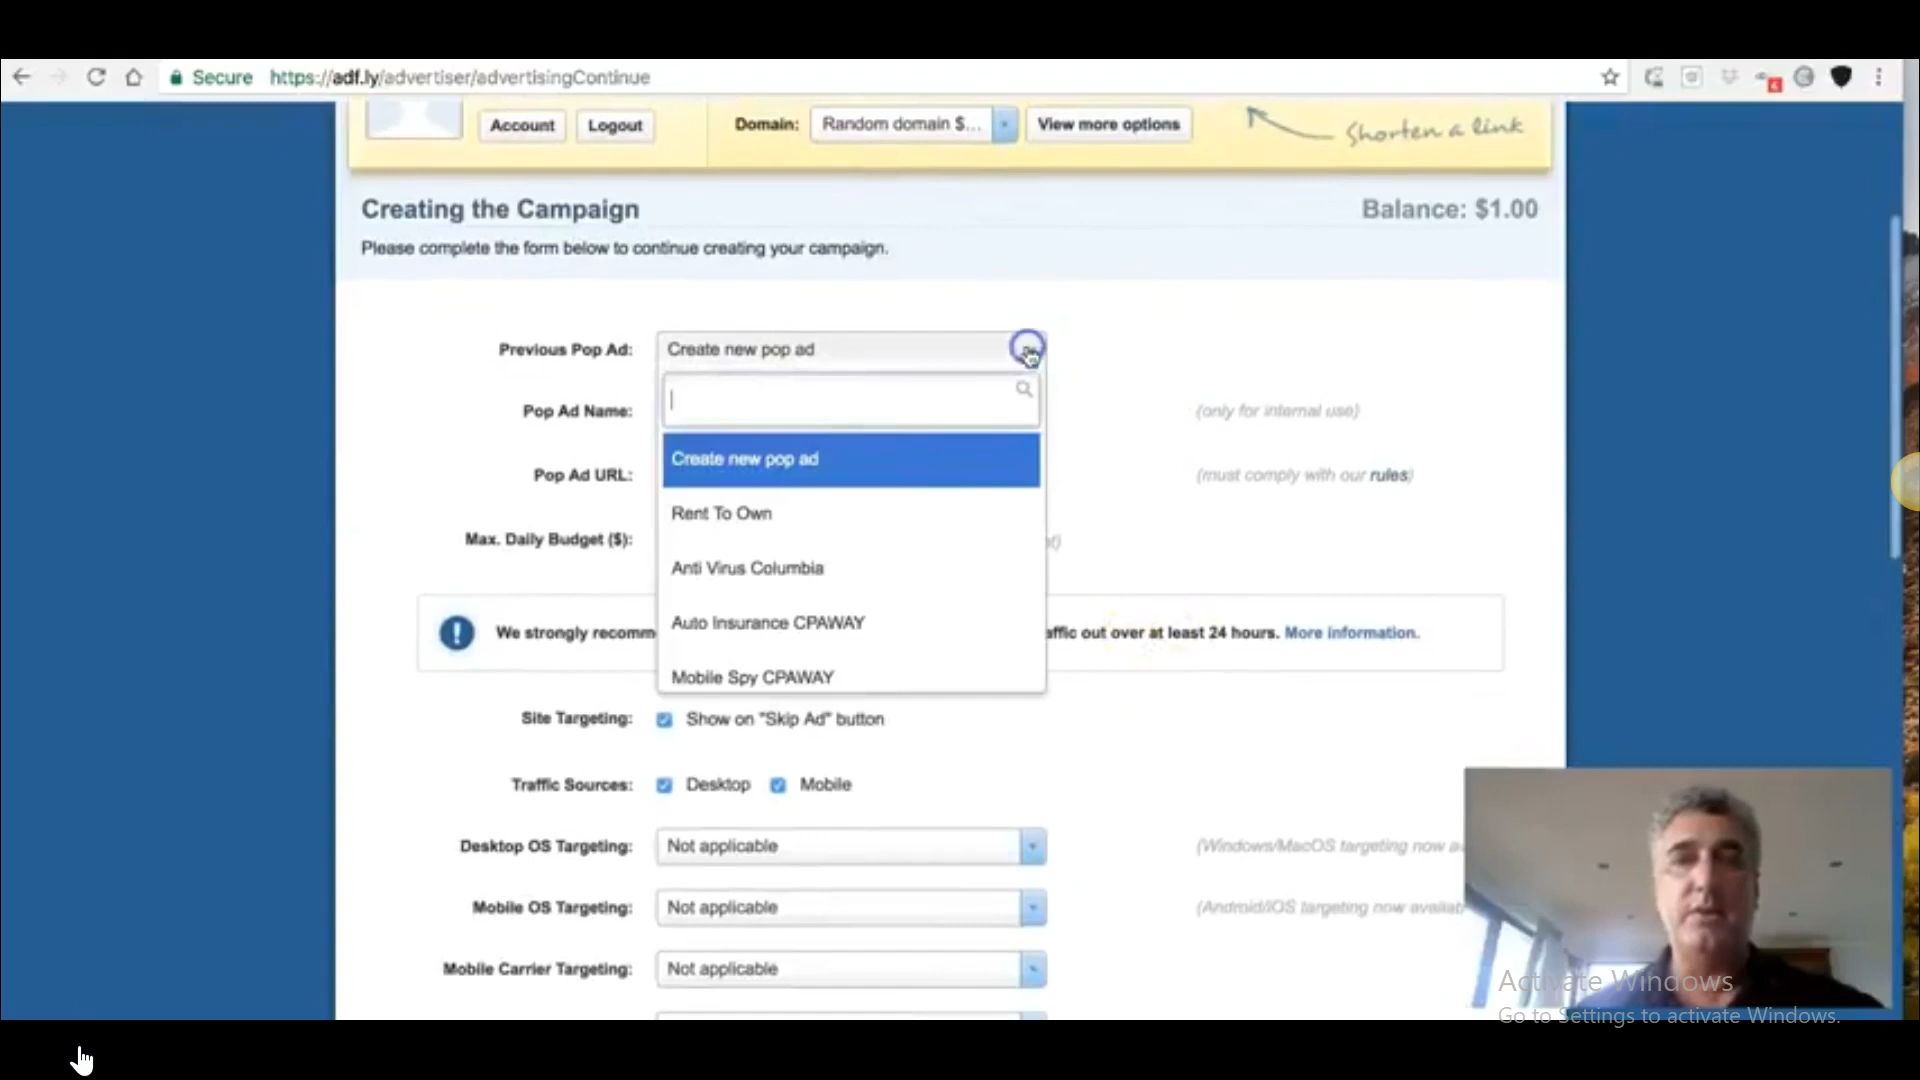 Secure https://adf.ly/advertiser/advertisingContinue
Account Logout Domain: Random domain $... View more options Shorten a link
Creating the Campaign Balance: $1.00
Please complete the form below to continue creating your campaign.
Previous Pop Ad: Create new pop ad
Pop Ad Name: (only for internal use)
Create new pop ad
Pop Ad URL: (must comply with our rules)
Rent To Own
Max. Daily Budget ($):
Anti Virus Columbia
Auto Insurance CPAWAY
We strongly recomm affic out over at least 24 hours. More information.
Mobile Spy CPAWAY
Site Targeting: Show on "Skip Ad" button
Traffic Sources: Desktop Mobile
Desktop OS Targeting: Not applicable (Windows/MacOS targeting now a
Mobile OS Targeting: Not applicable (Android/iOS targeting now availab
Mobile Carrier Targeting: Not applicable
Activate Windows
Go to Settings to activate Windows.